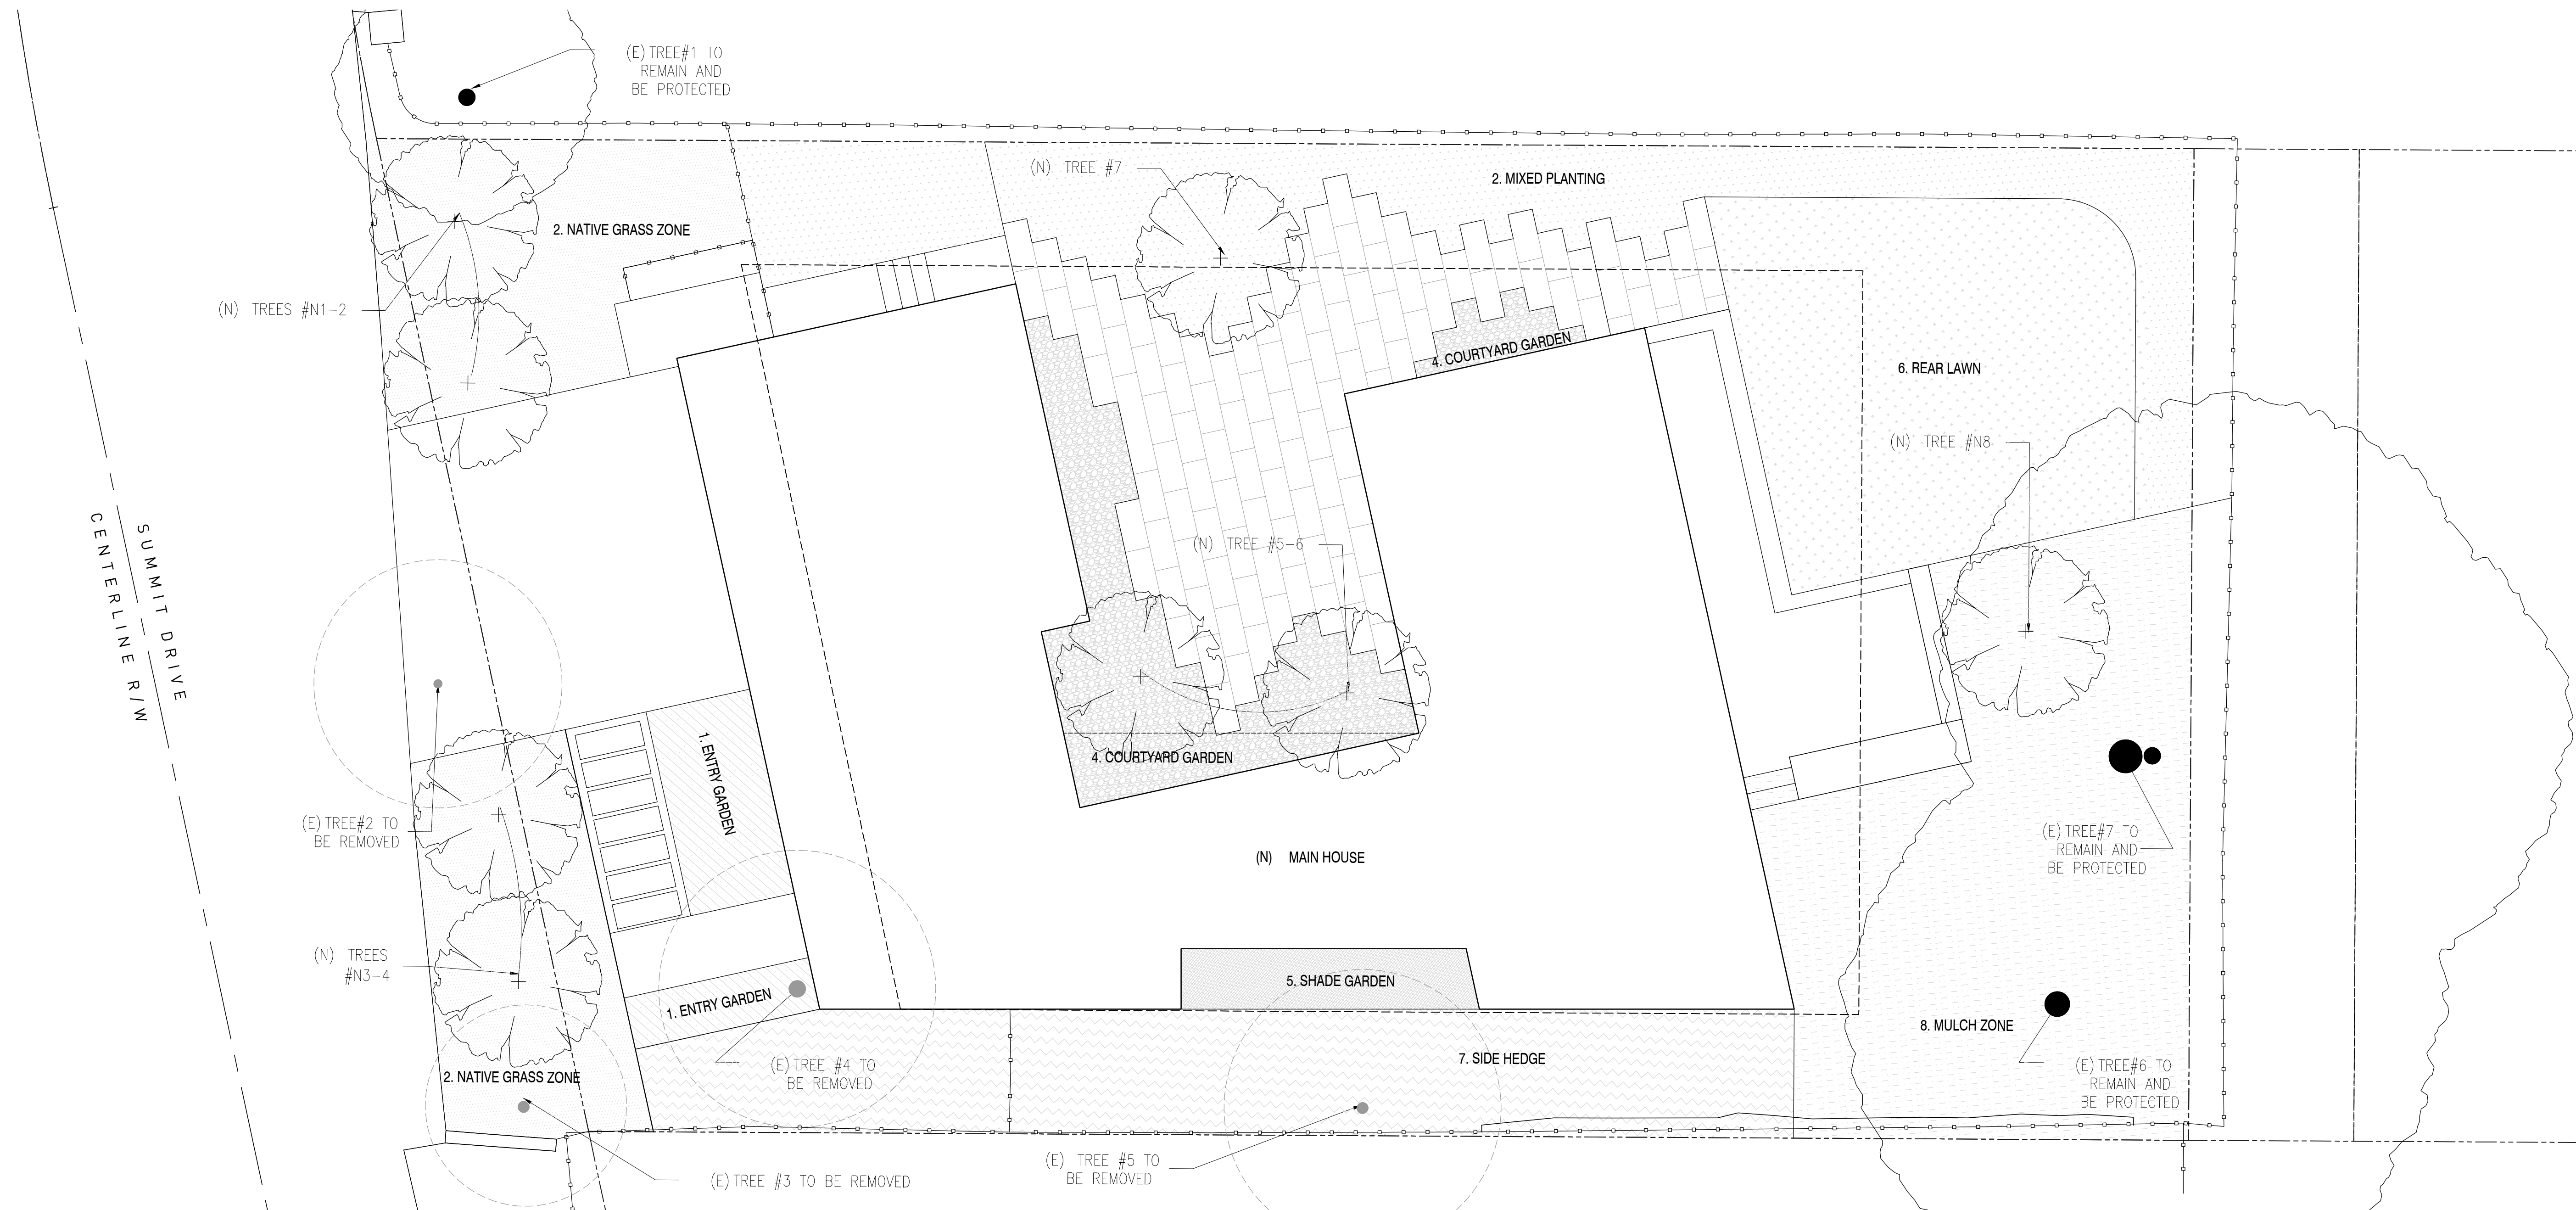 (E) TREE#1 TO
REMAIN AND
BE PROTECTED
(N) TREE #7
2. MIXED PLANTING
2. NATIVE GRASS ZONE
(N) TREES #N1-2
4. COURTYARD GARDEN
6. REAR LAWN
(N) TREE #N8
SUMMIT DRIVE
CENTERLINE R/W
(N) TREE #5-6
1. ENTRY GARDEN
4. COURTYARD GARDEN
(E) TREE#2 TO
BE REMOVED
(E) TREE#7 TO
REMAIN AND
BE PROTECTED
(N) MAIN HOUSE
(N) TREES
#N3-4
5. SHADE GARDEN
1. ENTRY GARDEN
8. MULCH ZONE
7. SIDE HEDGE
(E) TREE #4 TO
BE REMOVED
2. NATIVE GRASS ZONE
(E) TREE#6 TO
REMAIN AND
BE PROTECTED
(E) TREE #3 TO BE REMOVED
(E) TREE #5 TO
BE REMOVED